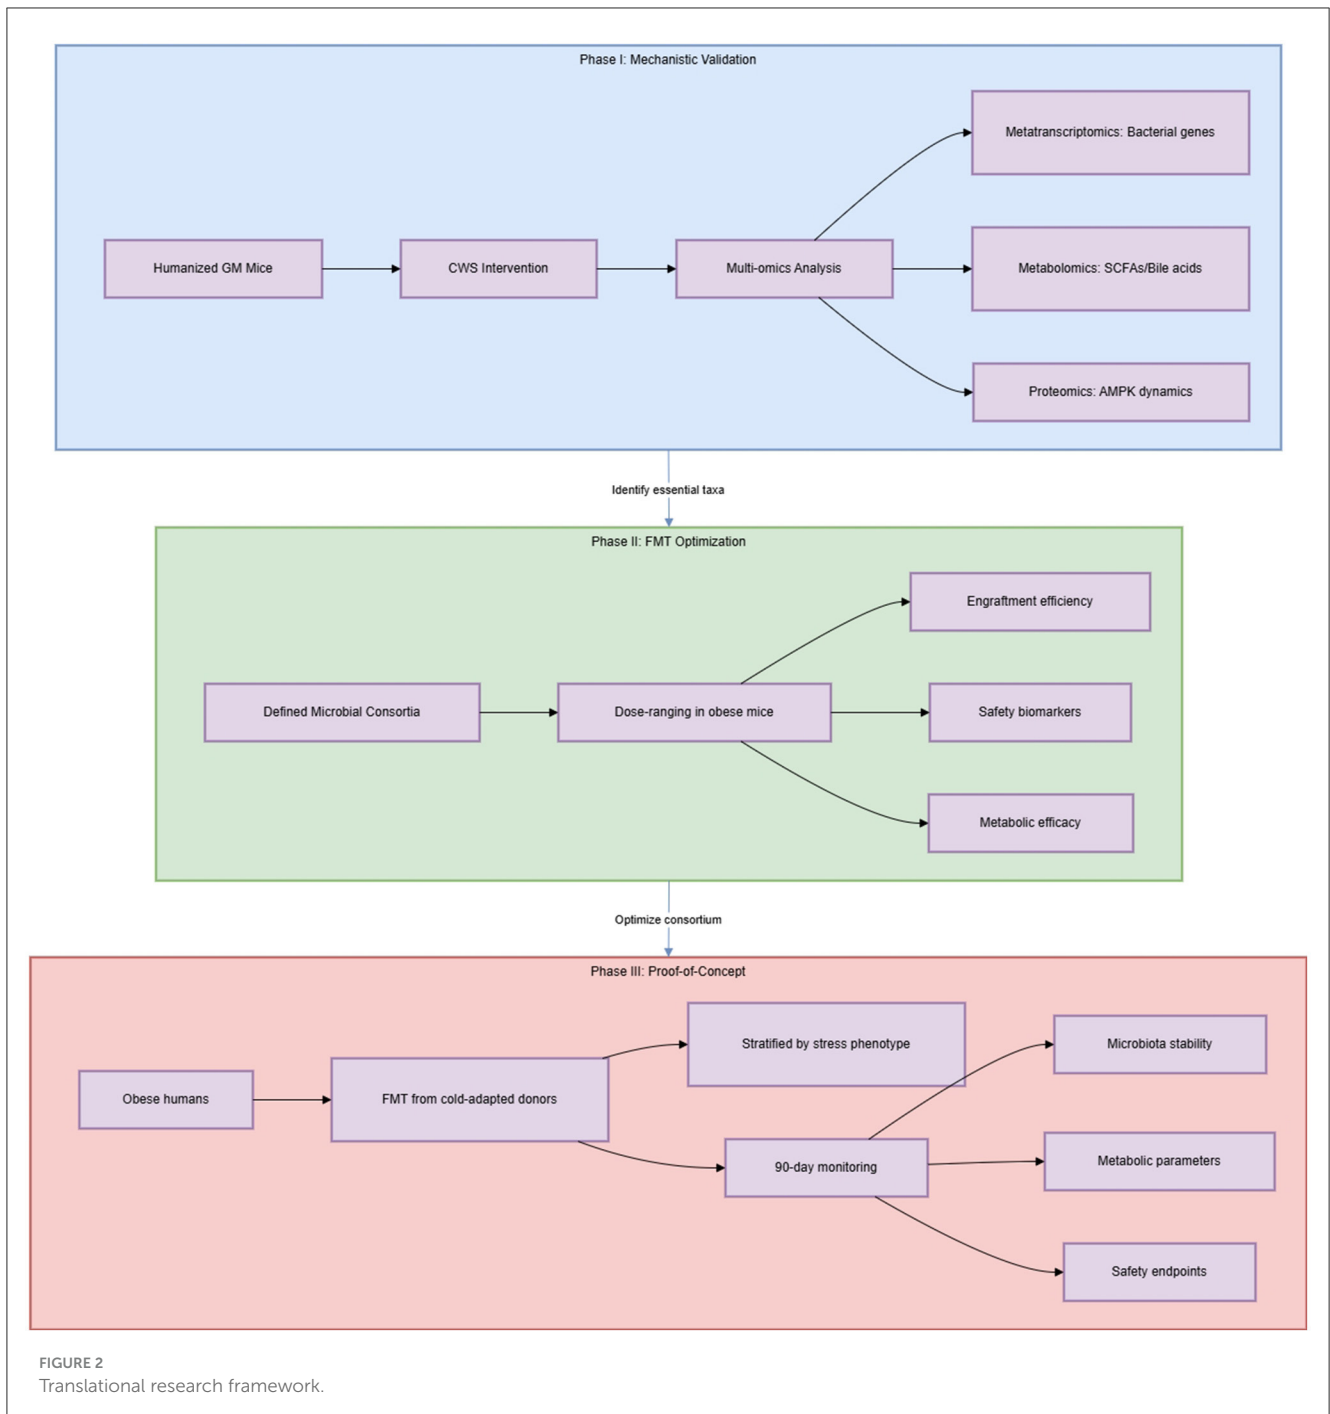 Phase I: Mechanistic Validation
Metatranscriptomics: Bacterial genes
Humanized GM Mice
CWS Intervention
Multi-omics Analysis
Metabolomics: SCFAs/Bile acids
Proteomics: AMPK dynamics
Identify essential taxa
Phase II: FMT Optimization
Engraftment efficiency
Defined Microbial Consortia
Dose-ranging in obese mice
Safety biomarkers
Metabolic efficacy
Optimize consortium
Phase III: Proof-of-Concept
Stratified by stress phenotype
Microbiota stability
Obese humans
FMT from cold-adapted donors
90-day monitoring
Metabolic parameters
Safety endpoints
FIGURE 2
Translational research framework.